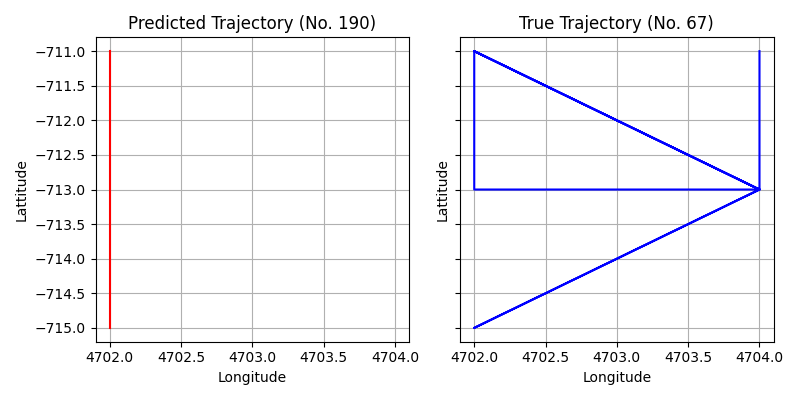 Predicted Trajectory (No. 190)
−711.0
−711.5
−712.0
−712.5
−713.0
−713.5
−714.0
−714.5
−715.0
Lattitude
4702.0 4702.5 4703.0 4703.5 4704.0
Longitude
True Trajectory (No. 67)
Lattitude
4702.0 4702.5 4703.0 4703.5 4704.0
Longitude